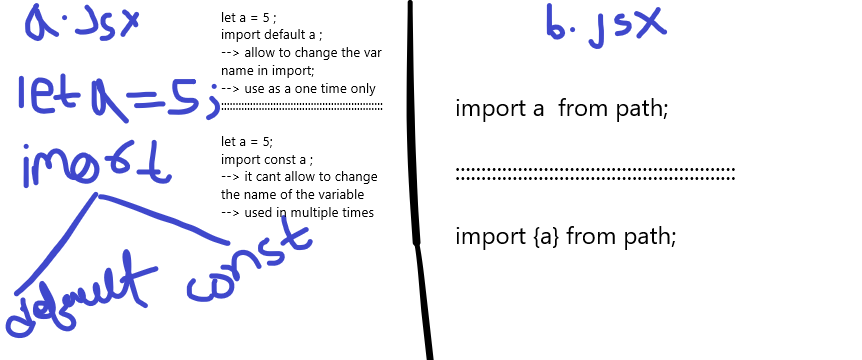 a.jsx
let a = 5;
imort
default const
let a = 5 ;
import default a ;
--> allow to change the var
name in import;
--> use as a one time only
let a = 5;
import const a ;
--> it cant allow to change
the name of the variable
--> used in multiple times
b.jsx
import a from path;
import {a} from path;